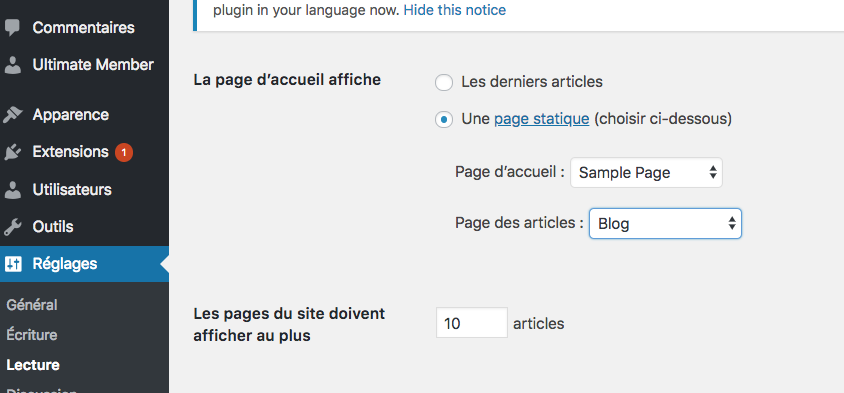 plugin in your language now. Hide this notice
Commentaires
Ultimate Member
Apparence
Extensions 1
Utilisateurs
Outils
Réglages
Général
Écriture
Lecture
Discussion
La page d’accueil affiche
Les derniers articles
Une page statique (choisir ci-dessous)
Page d’accueil : Sample Page
Page des articles : Blog
Les pages du site doivent
afficher au plus
10 articles